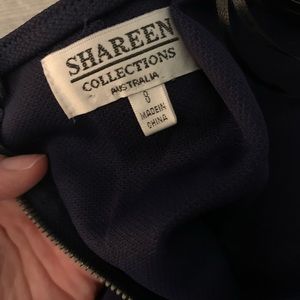 SHAREEN
COLLECTIONS
AUSTRALIA
8
MADE IN
CHINA